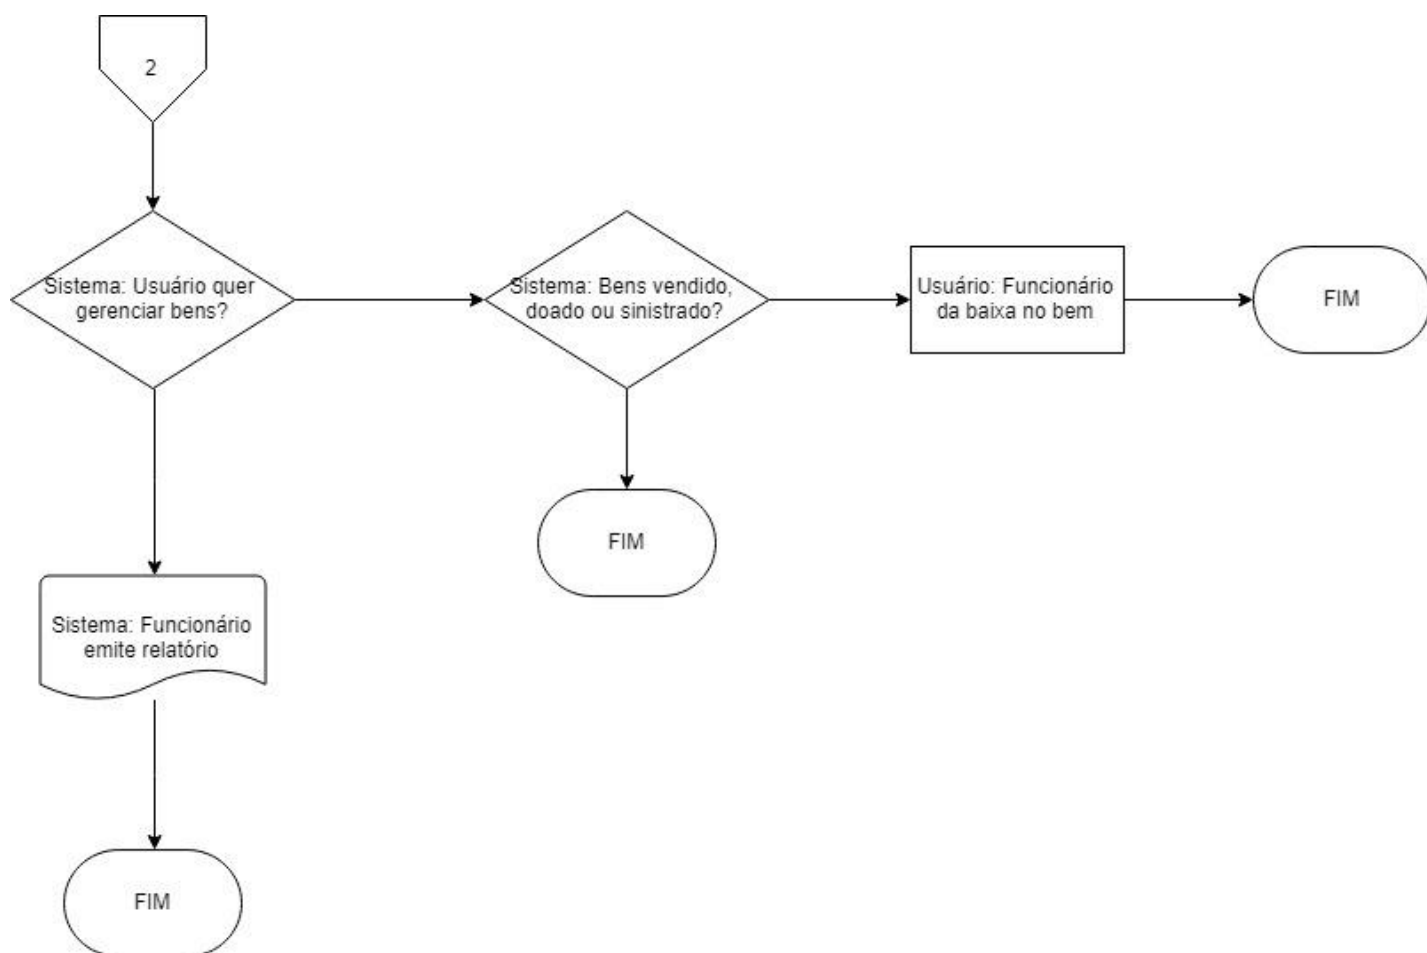 2
Sistema: Usuário quer
gerenciar bens?
Sistema: Bens vendido,
doado ou sinistrado?
Usuário: Funcionário
da baixa no bem
FIM
FIM
Sistema: Funcionário
emite relatório
FIM